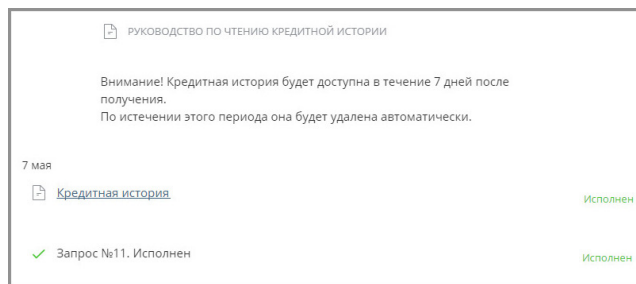 РУКОВОДСТВО ПО ЧТЕНИЮ КРЕДИТНОЙ ИСТОРИИ
Внимание! Кредитная история будет доступна в течение 7 дней после
получения.
По истечении этого периода она будет удалена автоматически.
7 мая
Кредитная история
Исполнен
Запрос №11. Исполнен
Исполнен